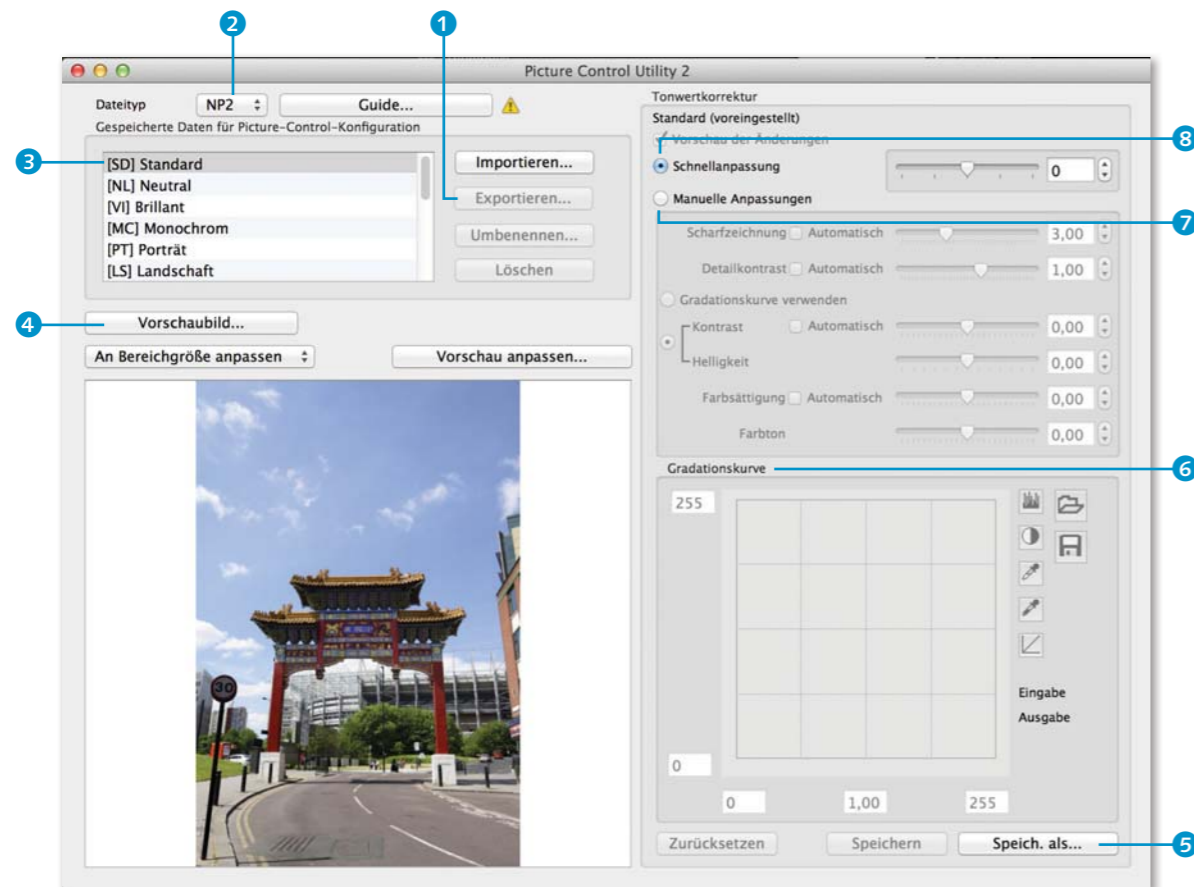 2
1
Picture Control Utility 2
Dateityp
NP2
Guide...
Gespeicherte Daten für Picture-Control-Konfiguration
3
[SD] Standard
[NL] Neutral
[VI] Brillant
[MC] Monochrom
[PT] Porträt
[LS] Landschaft
Importieren...
Exportieren...
Umbenennen...
Löschen
4
Vorschaubild...
An Bereichgröße anpassen
Vorschau anpassen...
30
Tonwertkorrektur
Standard (voreingestellt)
Vorschau der Änderungen
8
Schnellanpassung
0
Manuelle Anpassungen
7
Scharfzeichnung Automatisch 3,00
Detailkontrast Automatisch 1,00
Gradationskurve verwenden
Kontrast Automatisch 0,00
Helligkeit 0,00
Farbsättigung Automatisch 0,00
Farbton 0,00
Gradationskurve
6
255
Eingabe
Ausgabe
0
0 1,00 255
Zurücksetzen
Speichern
Speich. als...
5